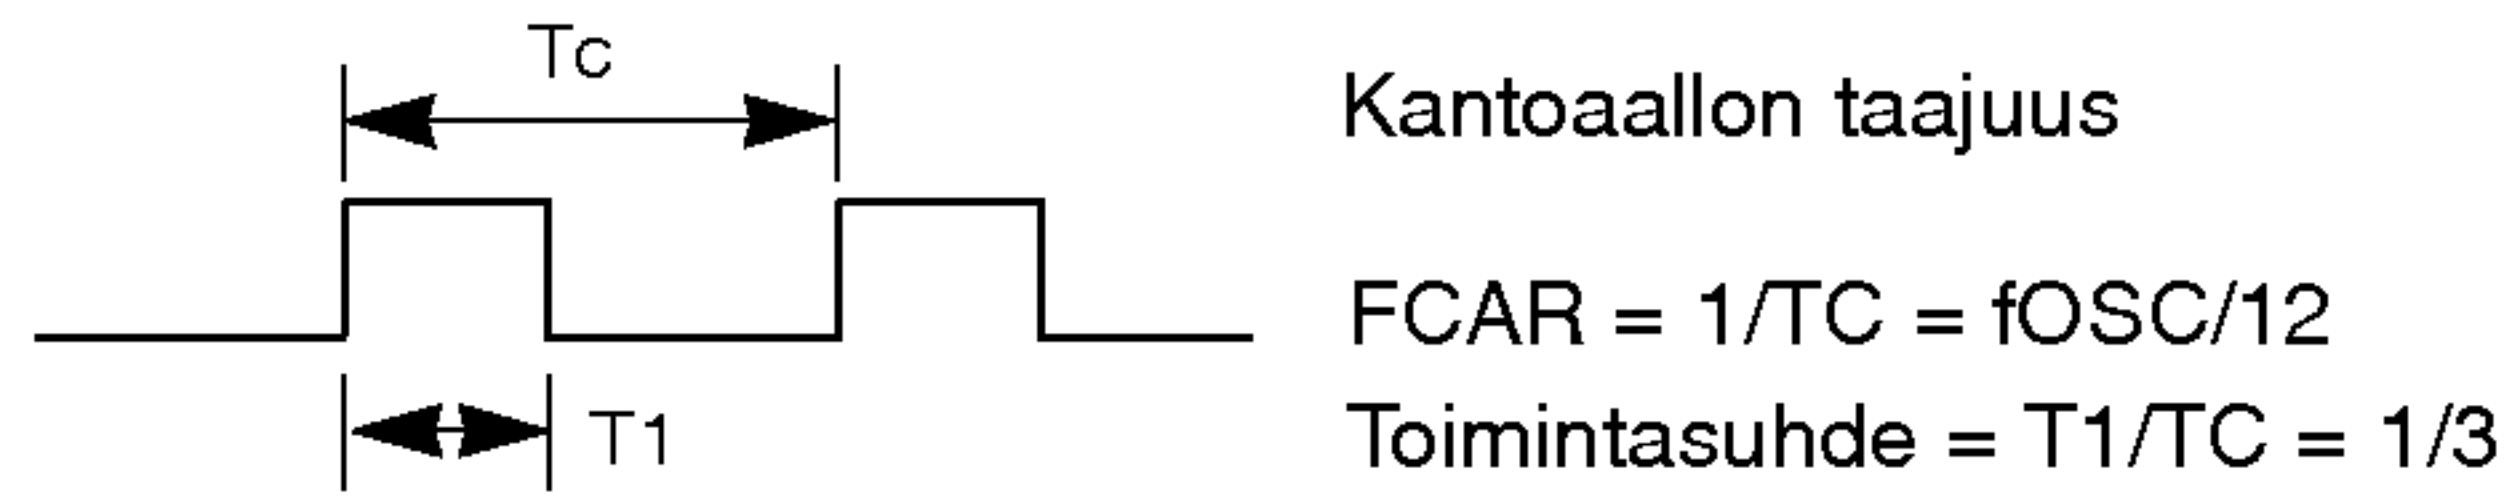 Tc
Kantoaallon taajuus
FCAR = 1/TC = fOSC/12
T1
Toimintasuhde = T1/TC = 1/3